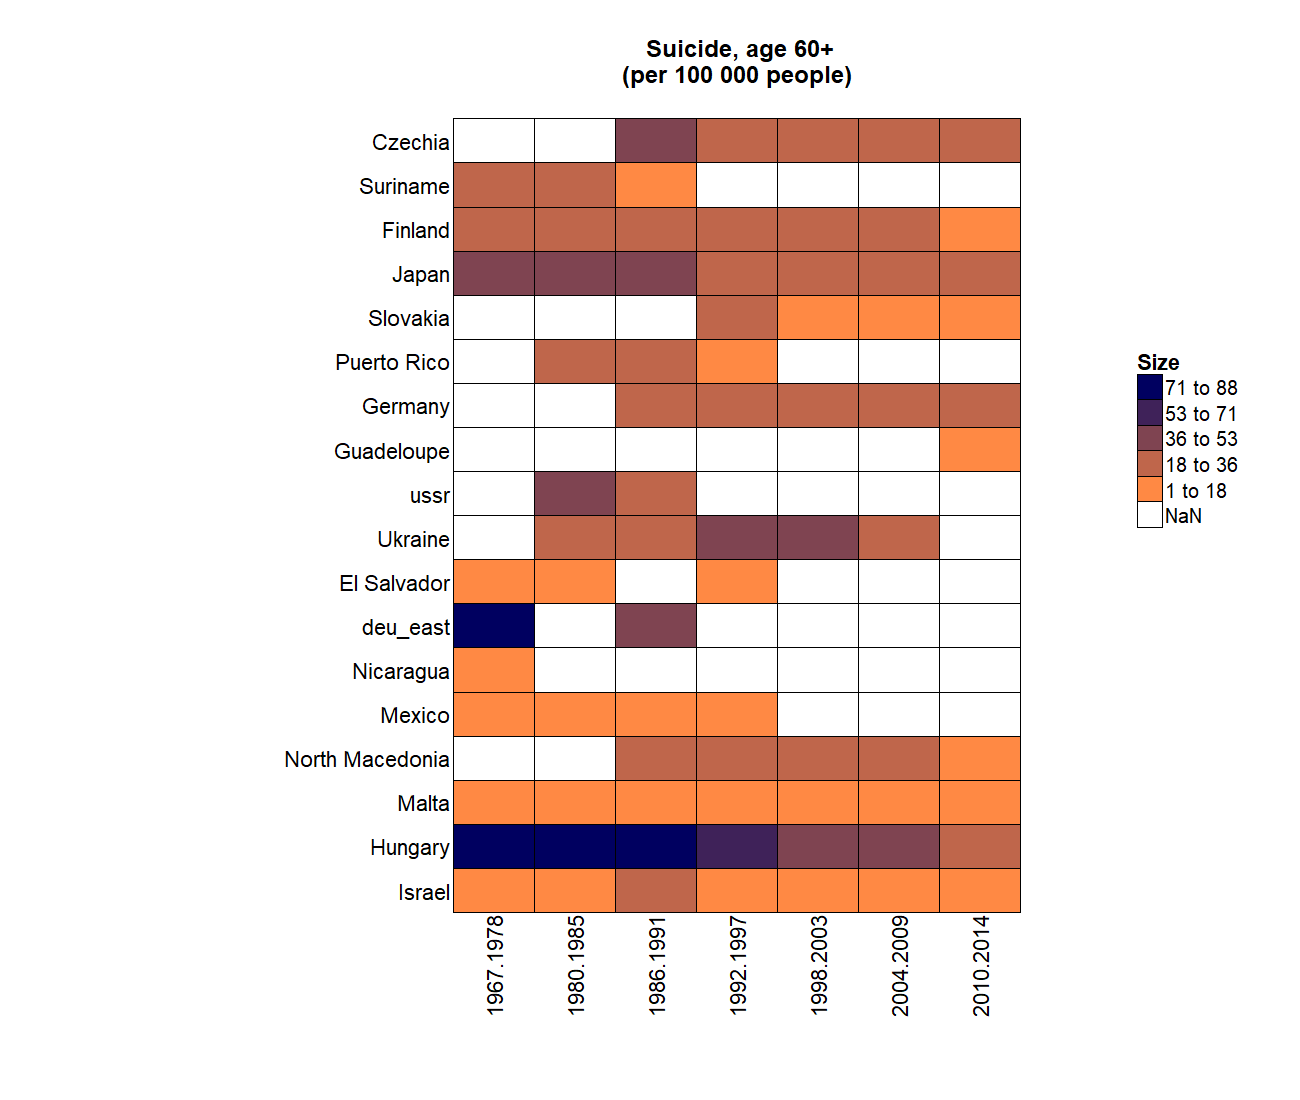 Suicide, age 60+
(per 100 000 people)
Czechia
Suriname
Finland
Japan
Slovakia
Puerto Rico
Germany
Guadeloupe
ussr
Ukraine
El Salvador
deu_east
Nicaragua
Mexico
North Macedonia
Malta
Hungary
Israel
1967.1978
1980.1985
1986.1991
1992.1997
1998.2003
2004.2009
2010.2014
Size
71 to 88
53 to 71
36 to 53
18 to 36
1 to 18
NaN